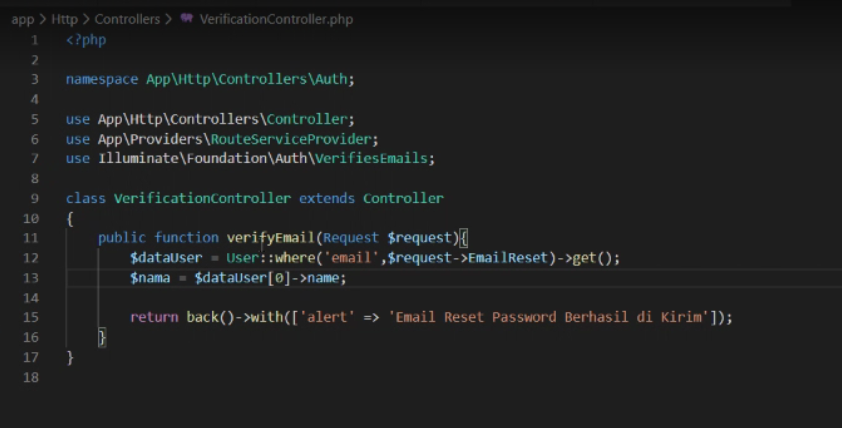 app > Http > Controllers > VerificationController.php
1 <?php
2
3 namespace App\Http\Controllers\Auth;
4
5 use App\Http\Controllers\Controller;
6 use App\Providers\RouteServiceProvider;
7 use Illuminate\Foundation\Auth\VerifiesEmails;
8
9 class VerificationController extends Controller
10 {
11 public function verifyEmail(Request $request){
12 $dataUser = User::where('email',$request->EmailReset)->get();
13 $nama = $dataUser[0]->name;
14
15 return back()->with(['alert' => 'Email Reset Password Berhasil di Kirim']);
16 }
17 }
18